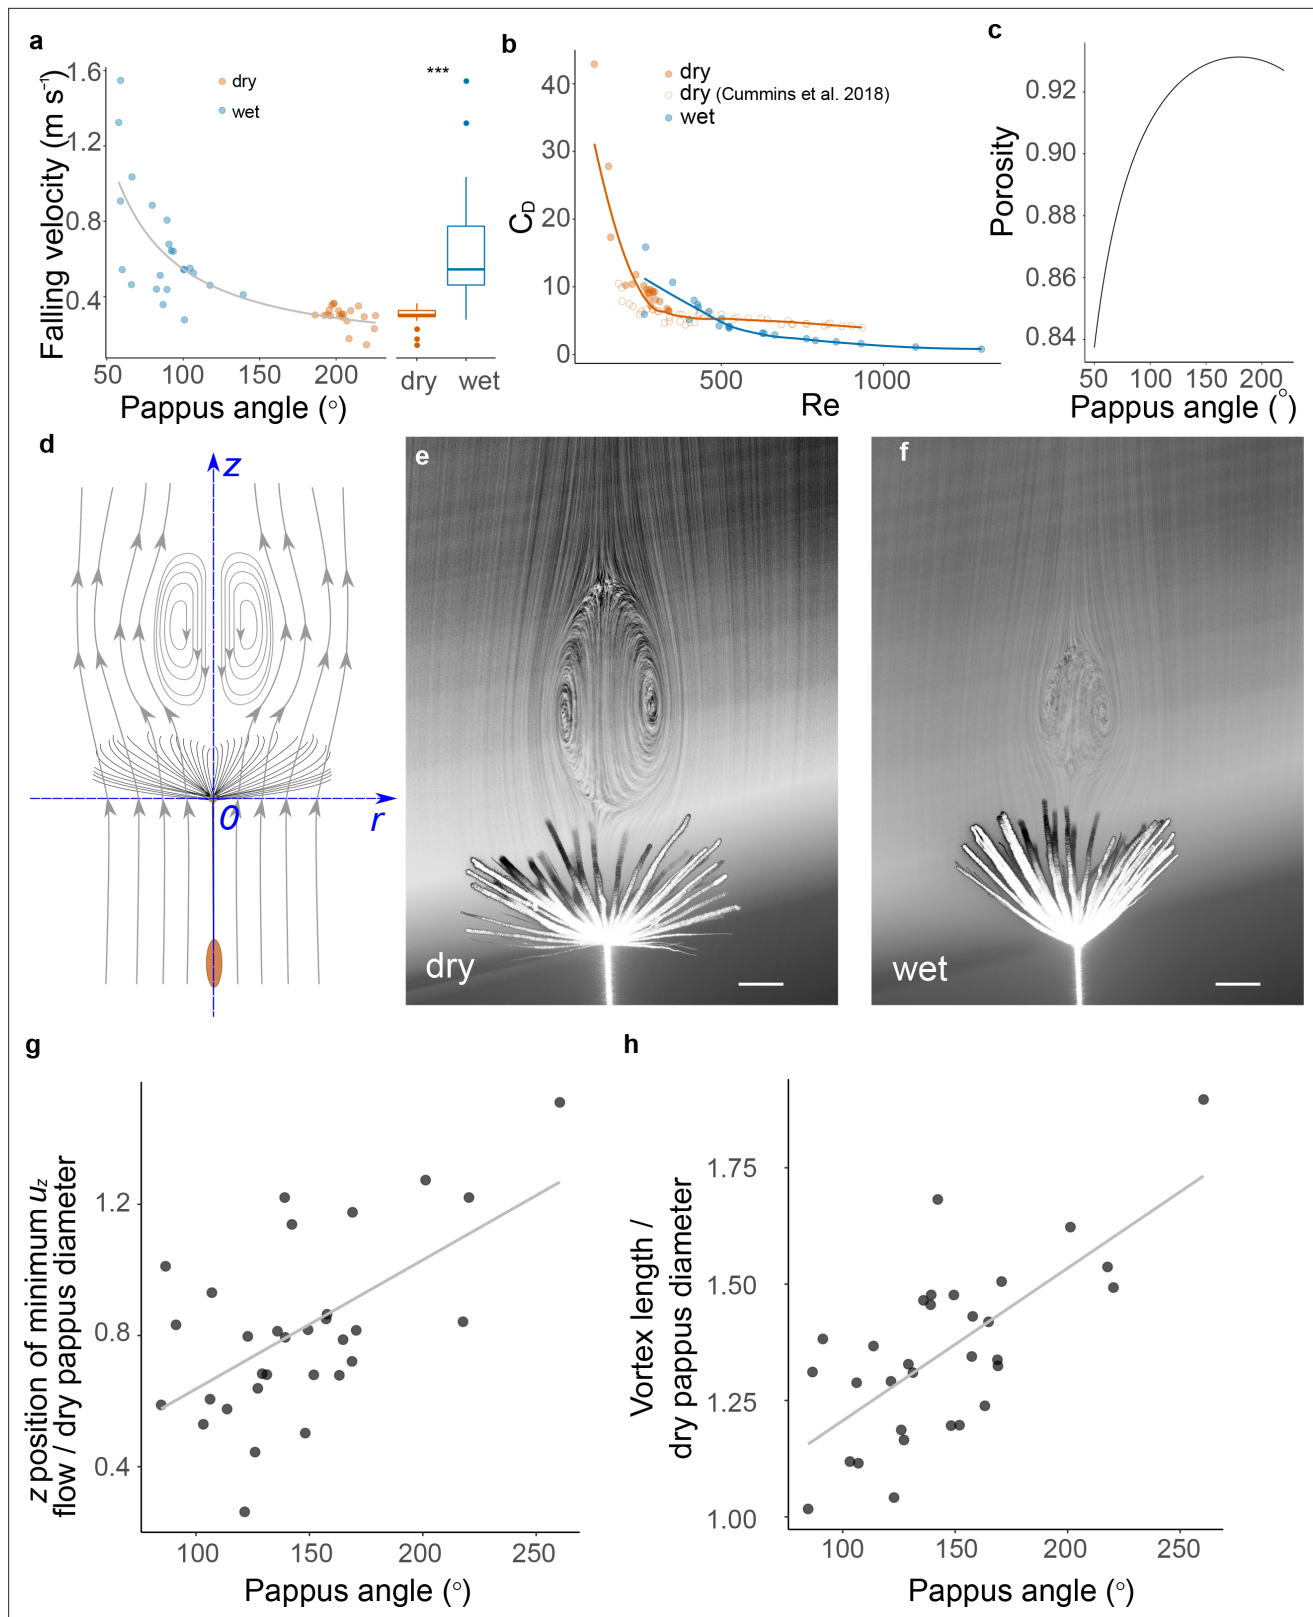 a
Falling velocity (m s⁻¹)
1.6
1.2
0.8
0.4
dry
wet
***
50
100
150
200
dry
wet
Pappus angle (°)
b
C_D
40
30
20
10
0
dry
dry (Cummins et al. 2018)
wet
500
1000
Re
c
Porosity
0.92
0.90
0.88
0.86
0.84
50
100
150
200
Pappus angle (°)
d
z
0
r
e
dry
f
wet
g
z position of minimum u_z
flow / dry pappus diameter
1.2
0.8
0.4
100
150
200
250
Pappus angle (°)
h
Vortex length /
dry pappus diameter
1.75
1.50
1.25
1.00
100
150
200
250
Pappus angle (°)